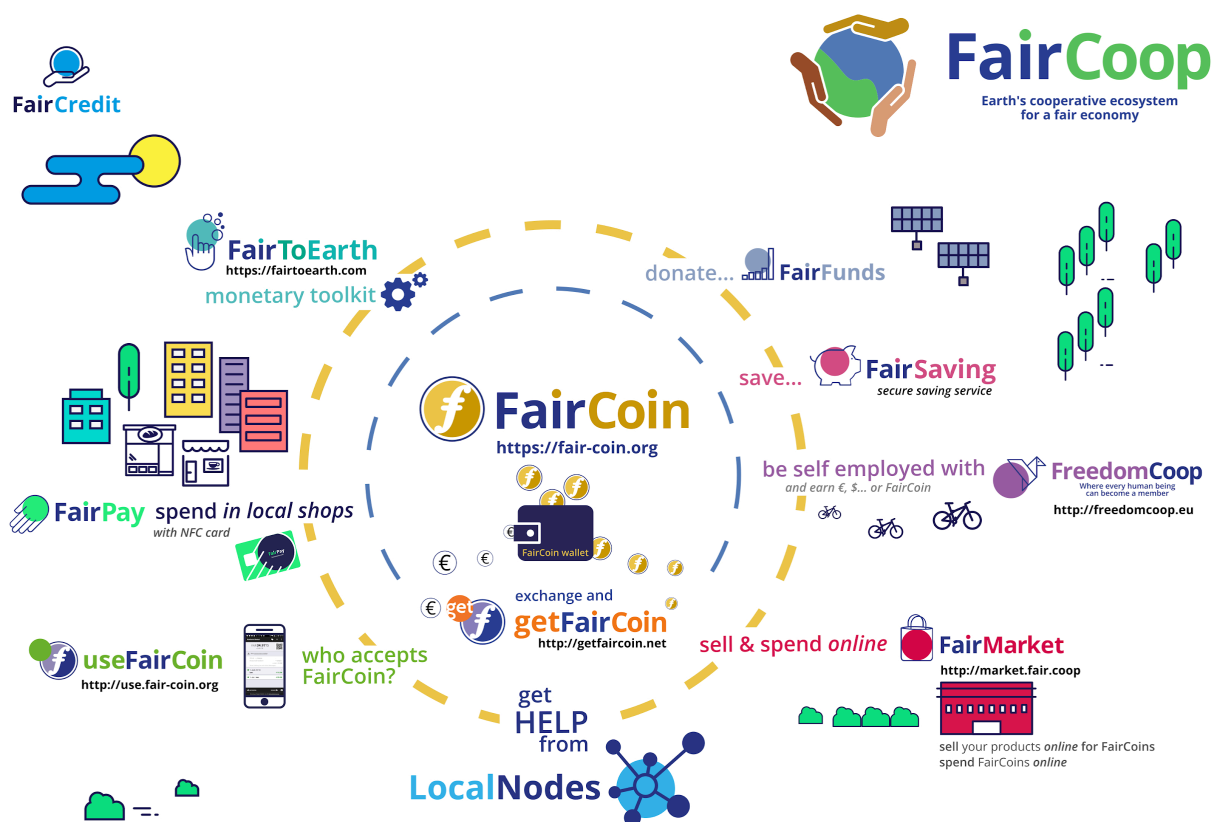 FairCredit
FairCoop
Earth's cooperative ecosystem
for a fair economy
FairToEarth
https://fairtoearth.com
monetary toolkit
donate... FairFunds
save... FairSaving
secure saving service
FairCoin
https://fair-coin.org
be self employed with FreedomCoop
and earn €, $... or FairCoin
Where every human being
can become a member
http://freedomcoop.eu
FairPay spend in local shops
with NFC card
FairPay
€
FairCoin wallet
€ €
€
exchange and
get
getFairCoin
http://getfaircoin.net
useFairCoin
http://use.fair-coin.org
who accepts
FairCoin?
sell & spend online FairMarket
http://market.fair.coop
sell your products online for FairCoins
spend FairCoins online
get
HELP
from
LocalNodes